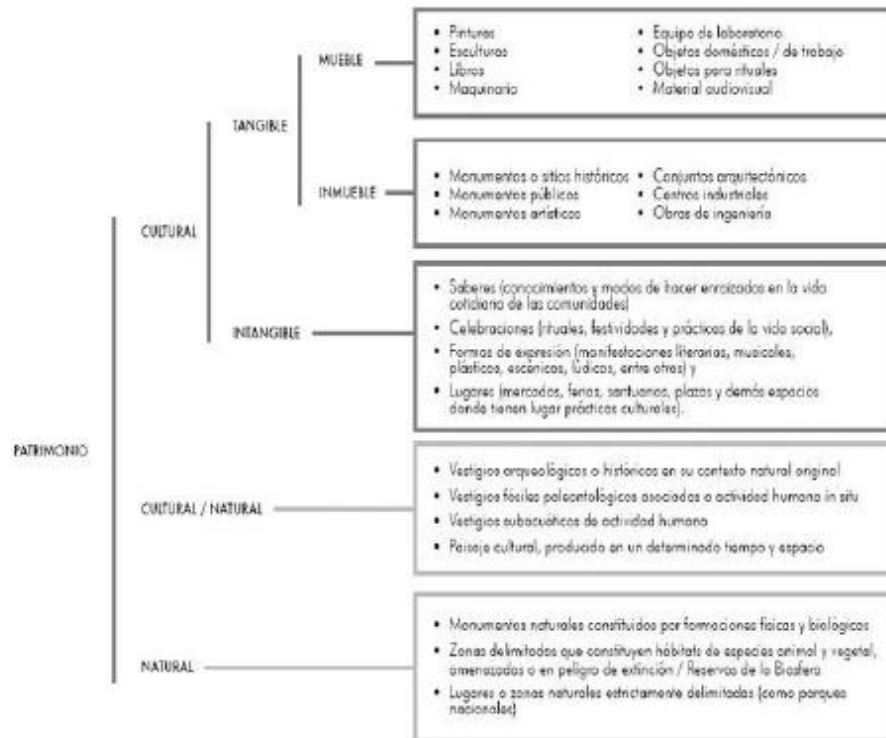 PATRIMONIO
CULTURAL
TANGIBLE
MUEBLE
• Pinturas
• Esculturas
• Libros
• Maquinaria
• Equipo de laboratorio
• Objetos domésticos / de trabajo
• Objetos para rituales
• Material audiovisual
INMUEBLE
• Monumentos o sitios históricos
• Monumentos públicos
• Monumentos artísticos
• Conjuntos arquitectónicos
• Centros industriales
• Obras de ingeniería
INTANGIBLE
• Saberes (conocimientos y modos de hacer enraizados en la vida
cotidiana de las comunidades)
• Celebraciones (rituales, festividades y prácticas de la vida social),
• Formas de expresión (manifestaciones literarias, musicales,
plásticas, escénicas, lúdicas, entre otras) y
• Lugares (mercados, ferias, santuarios, plazas y demás espacios
donde tienen lugar prácticas culturales).
CULTURAL / NATURAL
• Vestigios arqueológicos o históricos en su contexto natural original
• Vestigios fósiles paleontológicos asociados a actividad humana in situ
• Vestigios subacuáticos de actividad humana
• Paisaje cultural, producido en un determinado tiempo y espacio
NATURAL
• Monumentos naturales constituidos por formaciones físicas y biológicas
• Zonas delimitadas que constituyen hábitats de especies animal y vegetal,
amenazadas o en peligro de extinción / Reservas de la Biosfera
• Lugares o zonas naturales estrictamente delimitadas (como parques
nacionales)